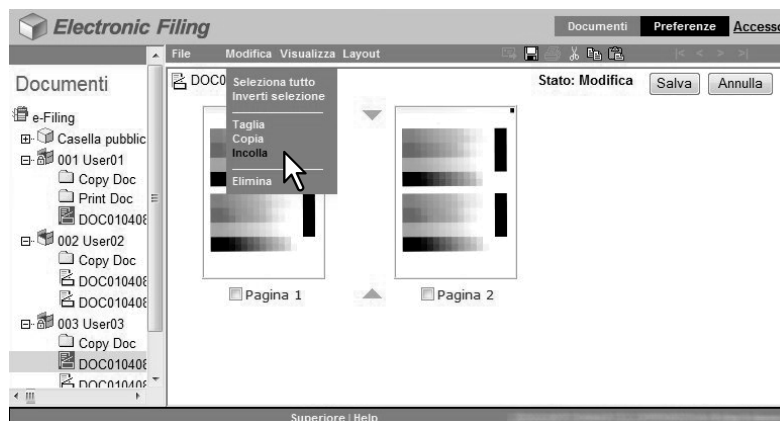 Electronic Filing
Documenti Preferenze Accesso
File Modifica Visualizza Layout
Documenti
e-Filing
Casella pubblic
001 User01
Copy Doc
Print Doc
DOC010408
002 User02
Copy Doc
DOC010408
DOC010408
003 User03
Copy Doc
DOC010408
DOC010408
DOC0
Stato: Modifica Salva Annulla
Seleziona tutto
Inverti selezione
Taglia
Copia
Incolla
Elimina
Pagina 1 Pagina 2
Superiore | Help